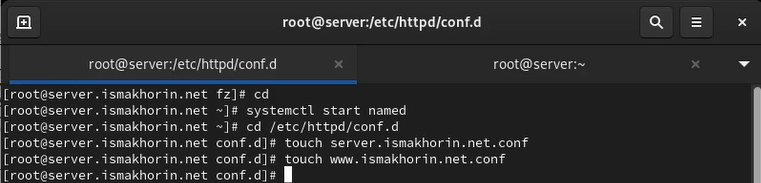 root@server:/etc/httpd/conf.d
root@server:/etc/httpd/conf.d
root@server:~
[root@server.ismakhorin.net fz]# cd
[root@server.ismakhorin.net ~]# systemctl start named
[root@server.ismakhorin.net ~]# cd /etc/httpd/conf.d
[root@server.ismakhorin.net conf.d]# touch server.ismakhorin.net.conf
[root@server.ismakhorin.net conf.d]# touch www.ismakhorin.net.conf
[root@server.ismakhorin.net conf.d]#